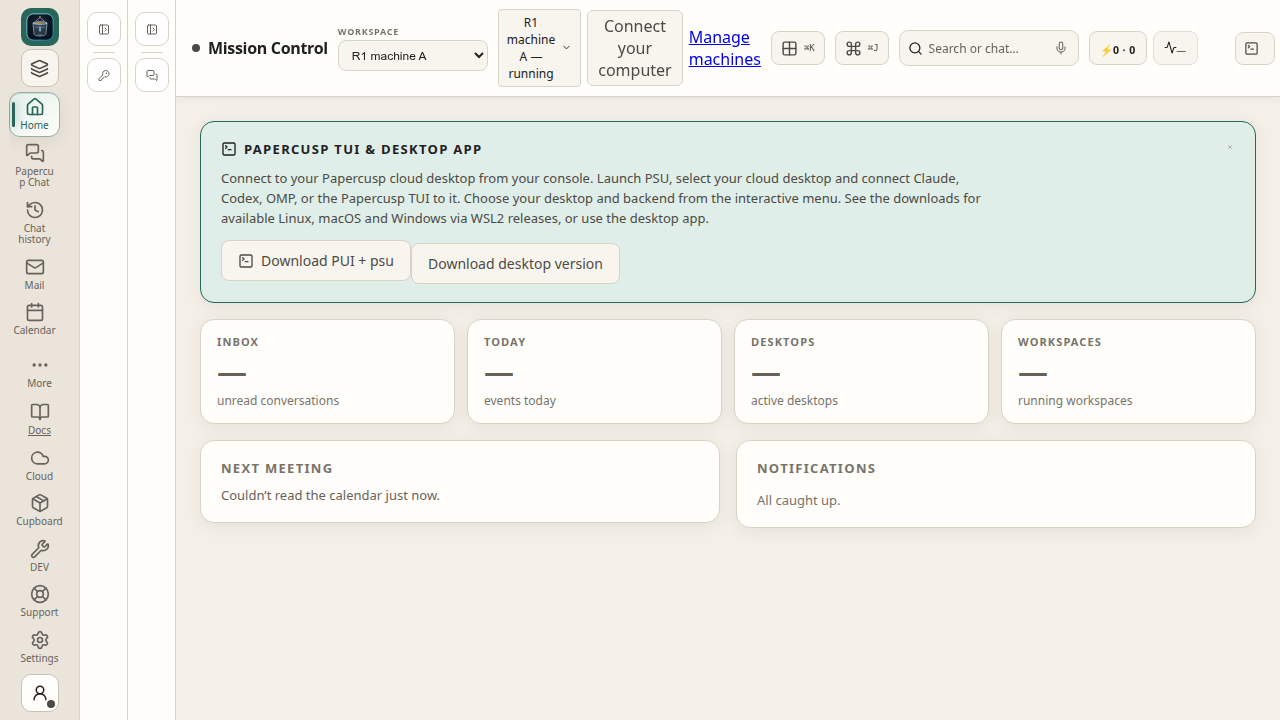 Home
Papercu
p Chat
Chat
history
Mail
Calendar
More
Docs
Cloud
Cupboard
DEV
Support
Settings
Mission Control
WORKSPACE
R1 machine A
R1
machine
A —
running
Connect
your
computer
Manage
machines
⌘K
⌘J
Search or chat...
⚡0 · 0
—
PAPERCUSP TUI & DESKTOP APP
×
Connect to your Papercusp cloud desktop from your console. Launch PSU, select your cloud desktop and connect Claude,
Codex, OMP, or the Papercusp TUI to it. Choose your desktop and backend from the interactive menu. See the downloads for
available Linux, macOS and Windows via WSL2 releases, or use the desktop app.
Download PUI + psu
Download desktop version
INBOX
—
unread conversations
TODAY
—
events today
DESKTOPS
—
active desktops
WORKSPACES
—
running workspaces
NEXT MEETING
Couldn’t read the calendar just now.
NOTIFICATIONS
All caught up.